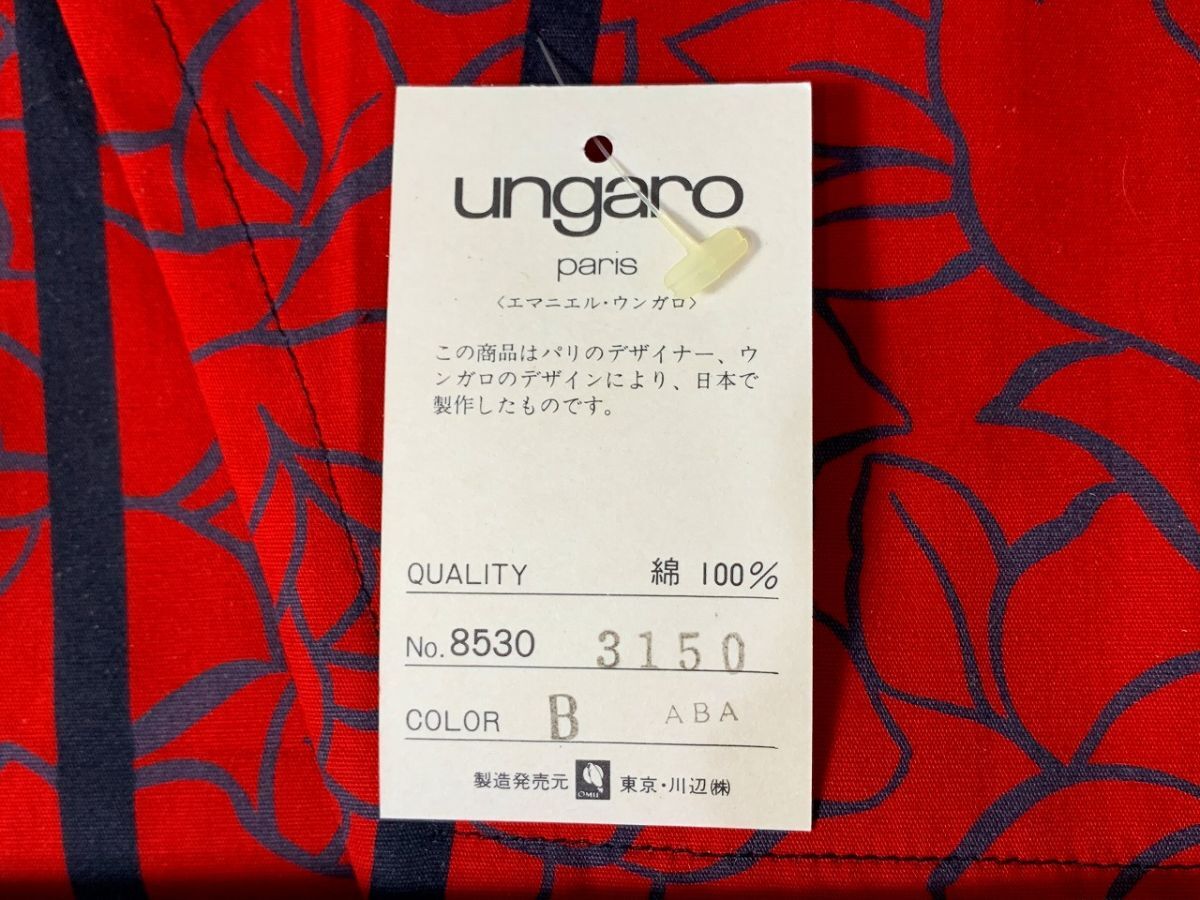 ungaro
paris
〈エマニエル・ウンガロ〉
この商品はパリのデザイナー、ウ
ンガロのデザインにより、日本で
製作したものです。
QUALITY 綿 100%
No. 8530 3150
COLOR B ABA
製造発売元 東京・川辺㈱